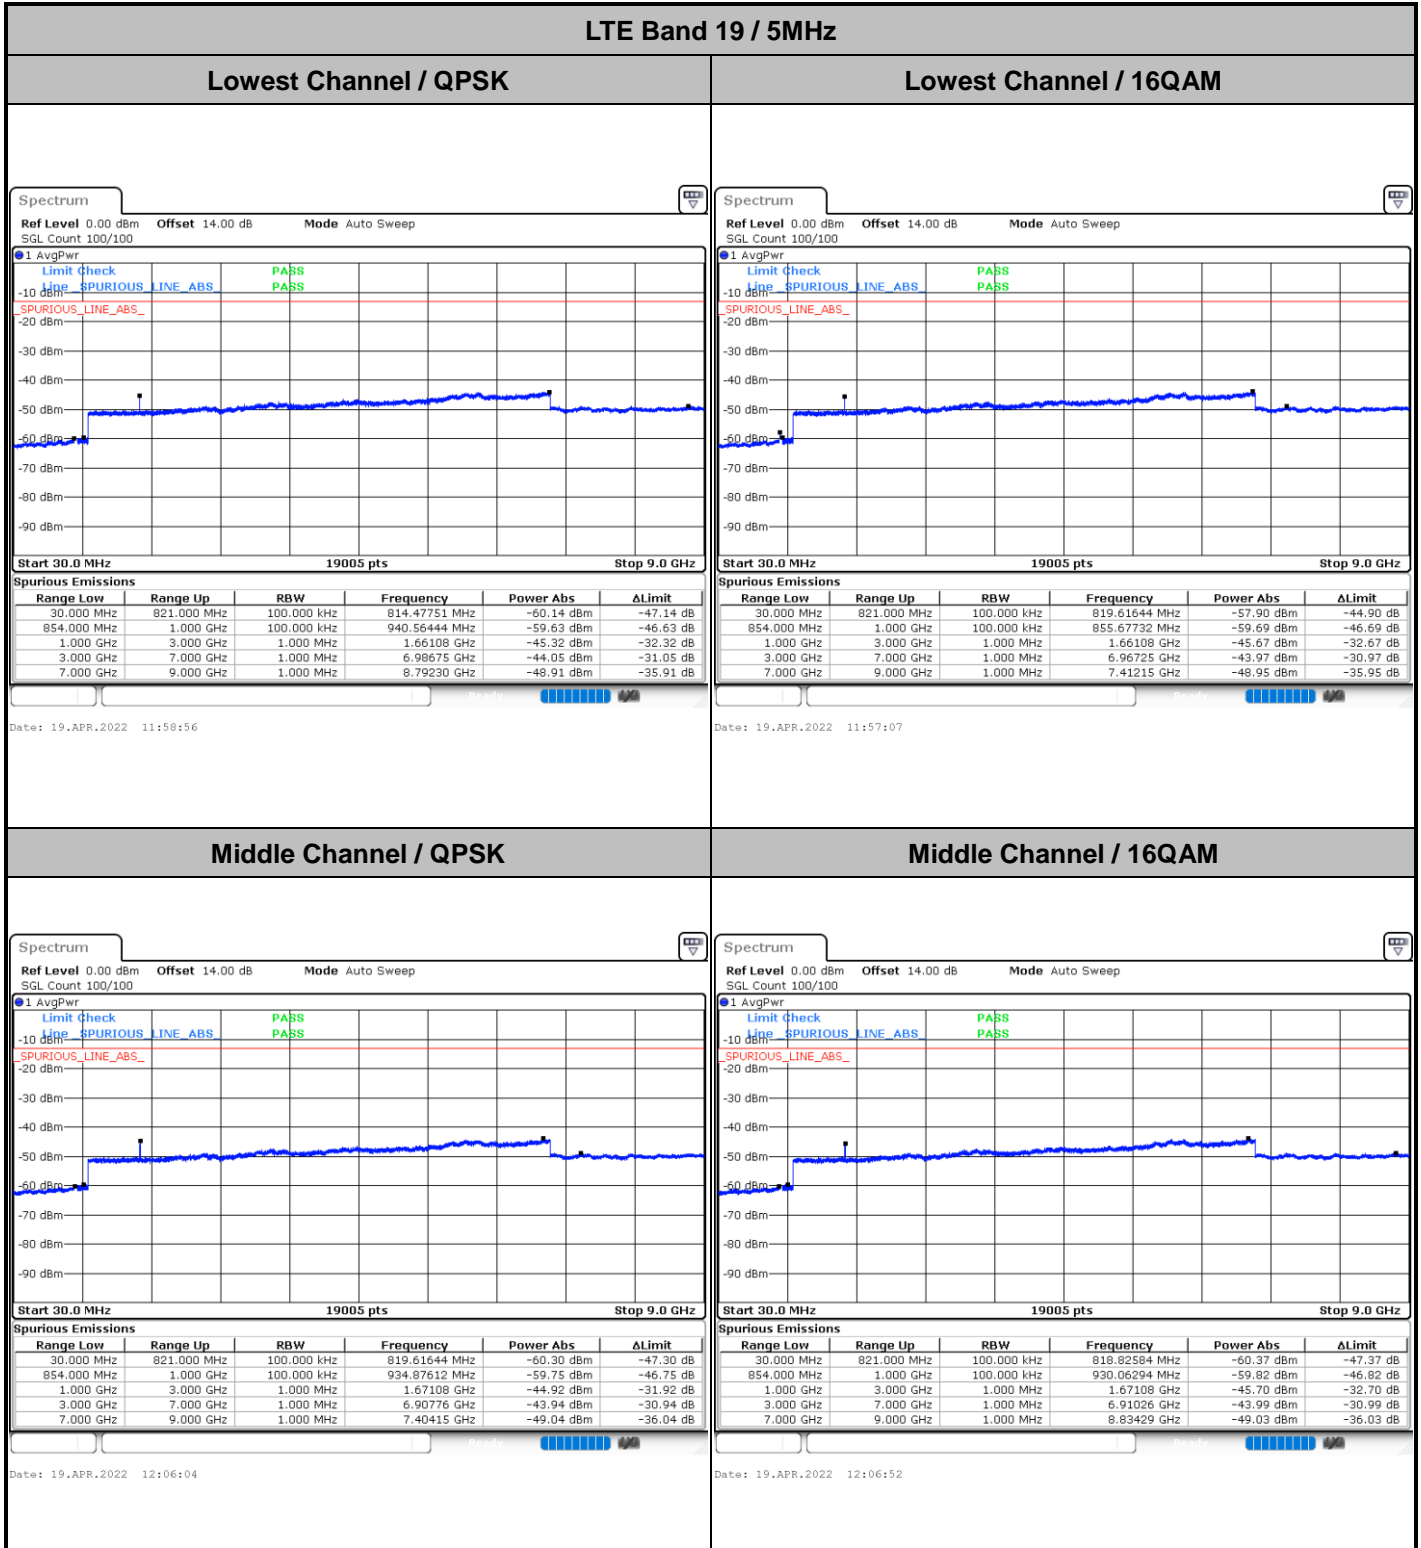 LTE Band 19 / 5MHz
Lowest Channel / QPSK
Lowest Channel / 16QAM
Spectrum
Ref Level 0.00 dBm Offset 14.00 dB Mode Auto Sweep
SGL Count 100/100
1 AvgPwr
Limit Check PASS
Line _SPURIOUS_LINE_ABS_ PASS
-10 dBm
_SPURIOUS_LINE_ABS_
-20 dBm
-30 dBm
-40 dBm
-50 dBm
-60 dBm
-70 dBm
-80 dBm
-90 dBm
Start 30.0 MHz 19005 pts Stop 9.0 GHz
Spurious Emissions
Range Low Range Up RBW Frequency Power Abs ΔLimit
30.000 MHz 821.000 MHz 100.000 kHz 814.47751 MHz -60.14 dBm -47.14 dB
854.000 MHz 1.000 GHz 100.000 kHz 940.56444 MHz -59.63 dBm -46.63 dB
1.000 GHz 3.000 GHz 1.000 MHz 1.66108 GHz -45.32 dBm -32.32 dB
3.000 GHz 7.000 GHz 1.000 MHz 6.98675 GHz -44.05 dBm -31.05 dB
7.000 GHz 9.000 GHz 1.000 MHz 8.79230 GHz -48.91 dBm -35.91 dB
Date: 19.APR.2022 11:58:56
Spectrum
Ref Level 0.00 dBm Offset 14.00 dB Mode Auto Sweep
SGL Count 100/100
1 AvgPwr
Limit Check PASS
Line _SPURIOUS_LINE_ABS_ PASS
-10 dBm
_SPURIOUS_LINE_ABS_
-20 dBm
-30 dBm
-40 dBm
-50 dBm
-60 dBm
-70 dBm
-80 dBm
-90 dBm
Start 30.0 MHz 19005 pts Stop 9.0 GHz
Spurious Emissions
Range Low Range Up RBW Frequency Power Abs ΔLimit
30.000 MHz 821.000 MHz 100.000 kHz 819.61644 MHz -57.90 dBm -44.90 dB
854.000 MHz 1.000 GHz 100.000 kHz 855.67732 MHz -59.69 dBm -46.69 dB
1.000 GHz 3.000 GHz 1.000 MHz 1.66108 GHz -45.67 dBm -32.67 dB
3.000 GHz 7.000 GHz 1.000 MHz 6.96725 GHz -43.97 dBm -30.97 dB
7.000 GHz 9.000 GHz 1.000 MHz 7.41215 GHz -48.95 dBm -35.95 dB
Ready
Date: 19.APR.2022 11:57:07
Middle Channel / QPSK
Middle Channel / 16QAM
Spectrum
Ref Level 0.00 dBm Offset 14.00 dB Mode Auto Sweep
SGL Count 100/100
1 AvgPwr
Limit Check PASS
Line _SPURIOUS_LINE_ABS_ PASS
-10 dBm
_SPURIOUS_LINE_ABS_
-20 dBm
-30 dBm
-40 dBm
-50 dBm
-60 dBm
-70 dBm
-80 dBm
-90 dBm
Start 30.0 MHz 19005 pts Stop 9.0 GHz
Spurious Emissions
Range Low Range Up RBW Frequency Power Abs ΔLimit
30.000 MHz 821.000 MHz 100.000 kHz 819.61644 MHz -60.30 dBm -47.30 dB
854.000 MHz 1.000 GHz 100.000 kHz 934.87612 MHz -59.75 dBm -46.75 dB
1.000 GHz 3.000 GHz 1.000 MHz 1.67108 GHz -44.92 dBm -31.92 dB
3.000 GHz 7.000 GHz 1.000 MHz 6.90776 GHz -43.94 dBm -30.94 dB
7.000 GHz 9.000 GHz 1.000 MHz 7.40415 GHz -49.04 dBm -36.04 dB
Ready
Date: 19.APR.2022 12:06:04
Spectrum
Ref Level 0.00 dBm Offset 14.00 dB Mode Auto Sweep
SGL Count 100/100
1 AvgPwr
Limit Check PASS
Line _SPURIOUS_LINE_ABS_ PASS
-10 dBm
_SPURIOUS_LINE_ABS_
-20 dBm
-30 dBm
-40 dBm
-50 dBm
-60 dBm
-70 dBm
-80 dBm
-90 dBm
Start 30.0 MHz 19005 pts Stop 9.0 GHz
Spurious Emissions
Range Low Range Up RBW Frequency Power Abs ΔLimit
30.000 MHz 821.000 MHz 100.000 kHz 818.82584 MHz -60.37 dBm -47.37 dB
854.000 MHz 1.000 GHz 100.000 kHz 930.06294 MHz -59.82 dBm -46.82 dB
1.000 GHz 3.000 GHz 1.000 MHz 1.67108 GHz -45.70 dBm -32.70 dB
3.000 GHz 7.000 GHz 1.000 MHz 6.91026 GHz -43.99 dBm -30.99 dB
7.000 GHz 9.000 GHz 1.000 MHz 8.83429 GHz -49.03 dBm -36.03 dB
Date: 19.APR.2022 12:06:52